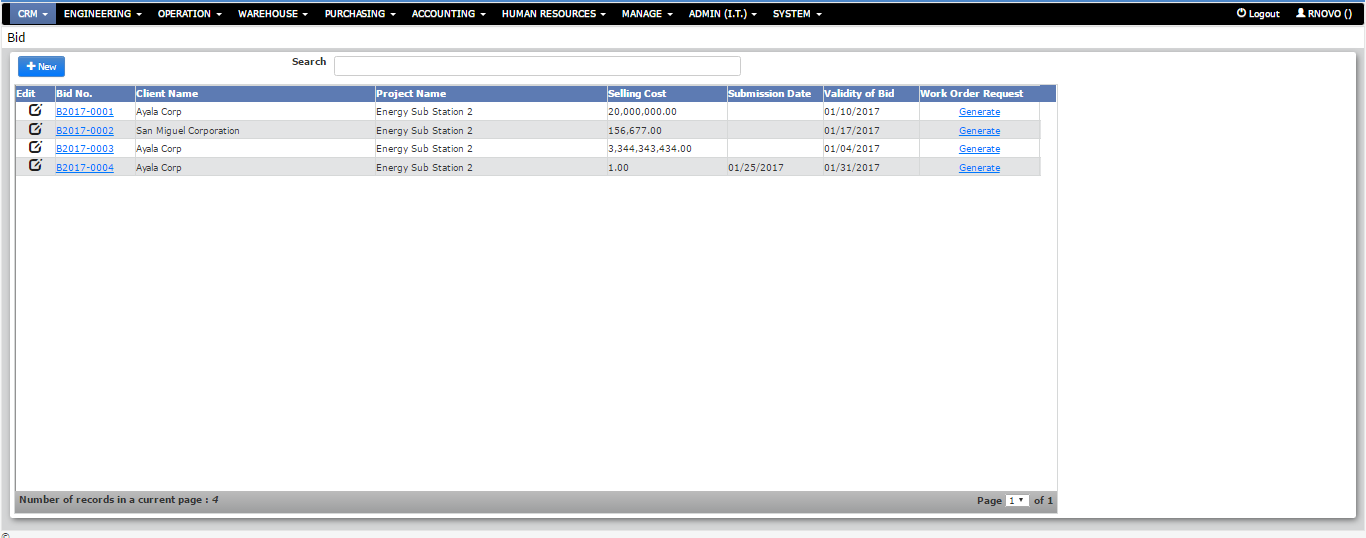 CRM ENGINEERING OPERATION WAREHOUSE PURCHASING ACCOUNTING HUMAN RESOURCES MANAGE ADMIN (I.T.) SYSTEM Logout RNOVO ()
Bid
New Search
Edit Bid No. Client Name Project Name Selling Cost Submission Date Validity of Bid Work Order Request
B2017-0001 Ayala Corp Energy Sub Station 2 20,000,000.00 01/10/2017 Generate
B2017-0002 San Miguel Corporation Energy Sub Station 2 156,677.00 01/17/2017 Generate
B2017-0003 Ayala Corp Energy Sub Station 2 3,344,343,434.00 01/04/2017 Generate
B2017-0004 Ayala Corp Energy Sub Station 2 1.00 01/25/2017 01/31/2017 Generate
Number of records in a current page : 4 Page 1 of 1
©